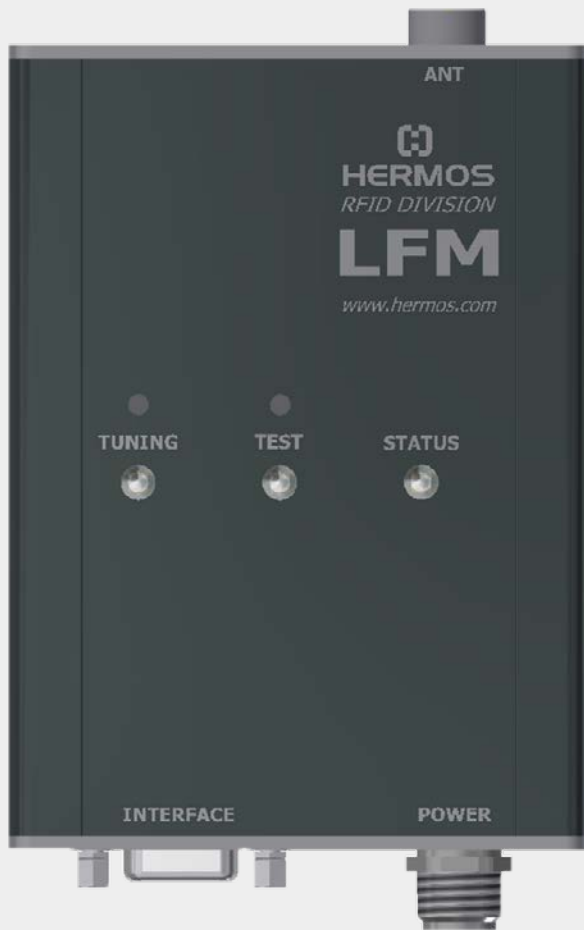 ANT
HERMOS
RFID DIVISION
LFM
www.hermos.com
TUNING TEST STATUS
INTERFACE POWER